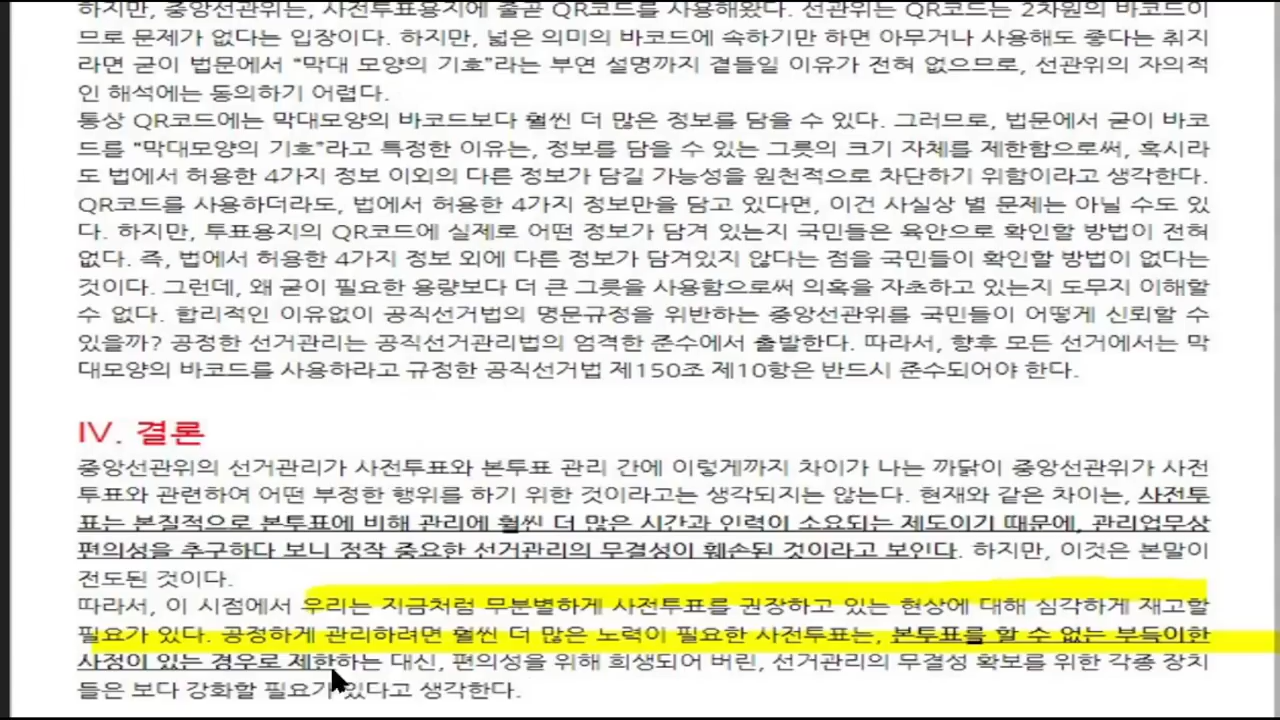 하지만, 중앙선관위는, 사전투표용지에 줄곧 QR코드를 사용해왔다. 선관위는 QR코드는 2차원의 바코드이
므로 문제가 없다는 입장이다. 하지만, 넓은 의미의 바코드에 속하기만 하면 아무거나 사용해도 좋다는 취지
라면 굳이 법문에서 “막대 모양의 기호”라는 부연 설명까지 곁들일 이유가 전혀 없으므로, 선관위의 자의적
인 해석에는 동의하기 어렵다.
통상 QR코드에는 막대모양의 바코드보다 훨씬 더 많은 정보를 담을 수 있다. 그러므로, 법문에서 굳이 바코
드를 “막대모양의 기호”라고 특정한 이유는, 정보를 담을 수 있는 그릇의 크기 자체를 제한함으로써, 혹시라
도 법에서 허용한 4가지 정보 이외의 다른 정보가 담길 가능성을 원천적으로 차단하기 위함이라고 생각한다.
QR코드를 사용하더라도, 법에서 허용한 4가지 정보만을 담고 있다면, 이건 사실상 별 문제는 아닐 수도 있
다. 하지만, 투표용지의 QR코드에 실제로 어떤 정보가 담겨 있는지 국민들은 육안으로 확인할 방법이 전혀
없다. 즉, 법에서 허용한 4가지 정보 외에 다른 정보가 담겨있지 않다는 점을 국민들이 확인할 방법이 없다는
것이다. 그런데, 왜 굳이 필요한 용량보다 더 큰 그릇을 사용함으로써 의혹을 자초하고 있는지 도무지 이해할
수 없다. 합리적인 이유없이 공직선거법의 명문규정을 위반하는 중앙선관위를 국민들이 어떻게 신뢰할 수
있을까? 공정한 선거관리는 공직선거관리법의 엄격한 준수에서 출발한다. 따라서, 향후 모든 선거에서는 막
대모양의 바코드를 사용하라고 규정한 공직선거법 제150조 제10항은 반드시 준수되어야 한다.
IV. 결론
중앙선관위의 선거관리가 사전투표와 본투표 관리 간에 이렇게까지 차이가 나는 까닭이 중앙선관위가 사전
투표와 관련하여 어떤 부정한 행위를 하기 위한 것이라고는 생각되지는 않는다. 현재와 같은 차이는, 사전투
표는 본질적으로 본투표에 비해 관리에 훨씬 더 많은 시간과 인력이 소요되는 제도이기 때문에, 관리업무상
편의성을 추구하다 보니 정작 중요한 선거관리의 무결성이 훼손된 것이라고 보인다. 하지만, 이것은 본말이
전도된 것이다.
따라서, 이 시점에서 우리는 지금처럼 무분별하게 사전투표를 권장하고 있는 현상에 대해 심각하게 재고할
필요가 있다. 공정하게 관리하려면 훨씬 더 많은 노력이 필요한 사전투표는, 본투표를 할 수 없는 부득이한
사정이 있는 경우로 제한하는 대신, 편의성을 위해 희생되어 버린, 선거관리의 무결성 확보를 위한 각종 장치
들은 보다 강화할 필요가 있다고 생각한다.